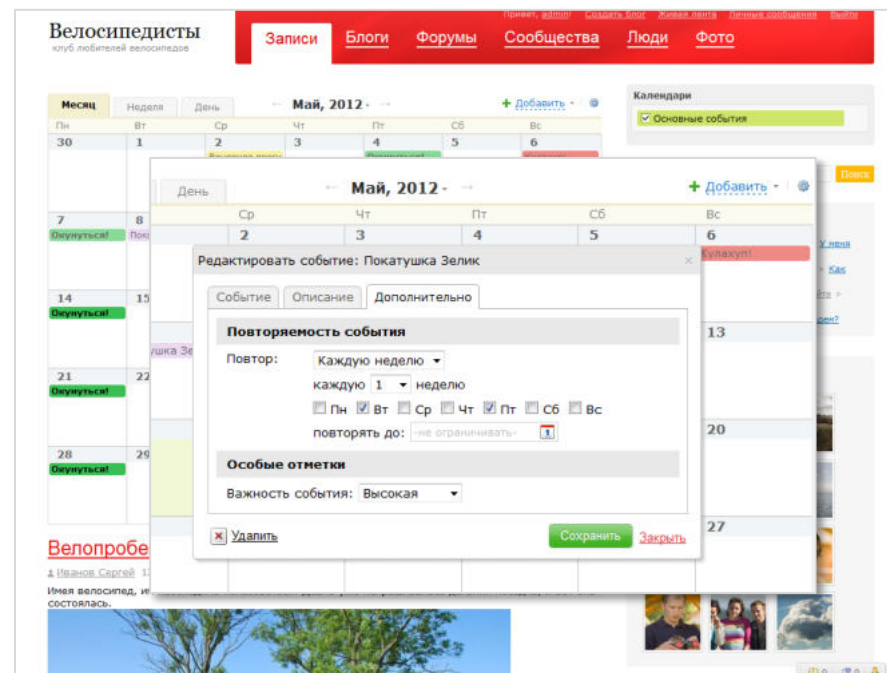 Привет, admin! Создать блог Живая лента Личные сообщения Выйти
Велосипедисты
клуб любителей велосипедов
Записи Блоги Форумы Сообщества Люди Фото
Календари
Основные события
Месяц Неделя День ← Май, 2012 → + Добавить
Пн Вт Ср Чт Пт Сб Вс
30 1 2 3 4 5 6
Поиск
День ← Май, 2012 → + Добавить
Ср Чт Пт Сб Вс
7 8
2 3 4 5 6
Окунуться!
Кулахуп!
У меня
Как
Редактировать событие: Покатушка Зелик ×
Событие Описание Дополнительно
14 15
Окунуться!
Повторяемость события
13
Повтор: Каждую неделю
каждую 1 неделю
21 22
Окунуться!
Пн Вт Ср Чт Пт Сб Вс
повторять до: -не ограничивать-
20
28 29
Окунуться!
Особые отметки
Важность события: Высокая
Удалить Сохранить Закрыть
27
Велопробе
Иванов Сергей
Имея велосипед,
состоялась.